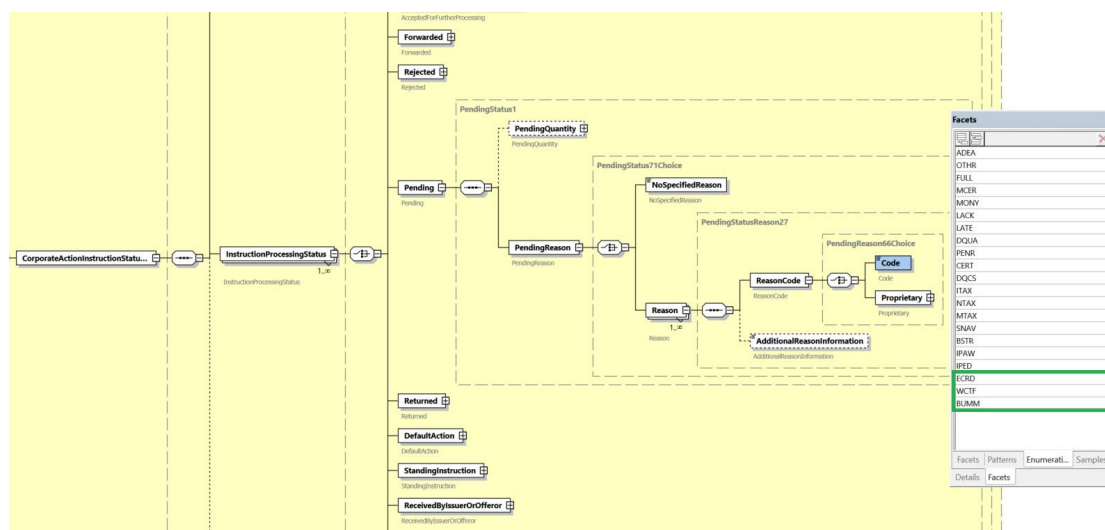 AcceptedForFurtherProcessing
Forwarded
Forwarded
Rejected
Rejected
PendingStatus1
PendingQuantity
PendingQuantity
PendingStatus71Choice
NoSpecifiedReason
NoSpecifiedReason
Pending
Pending
PendingStatusReason27
PendingReason66Choice
PendingReason
PendingReason
Code
Code
CorporateActionInstructionStatu...
InstructionProcessingStatus
1..∞
InstructionProcessingStatus
ReasonCode
ReasonCode
Proprietary
Proprietary
Reason
1..∞
Reason
AdditionalReasonInformation
AdditionalReasonInformation
Returned
Returned
DefaultAction
DefaultAction
StandingInstruction
StandingInstruction
ReceivedByIssuerOrOfferor
ReceivedByIssuerOrOfferor
Facets
ADEA
OTHR
FULL
MCER
MONY
LACK
LATE
DQUA
PENR
CERT
DQCS
ITAX
NTAX
MTAX
SNAV
BSTR
IPAW
IPED
ECRD
WCTF
BUMM
Facets Patterns Enumerati... Samples
Details Facets